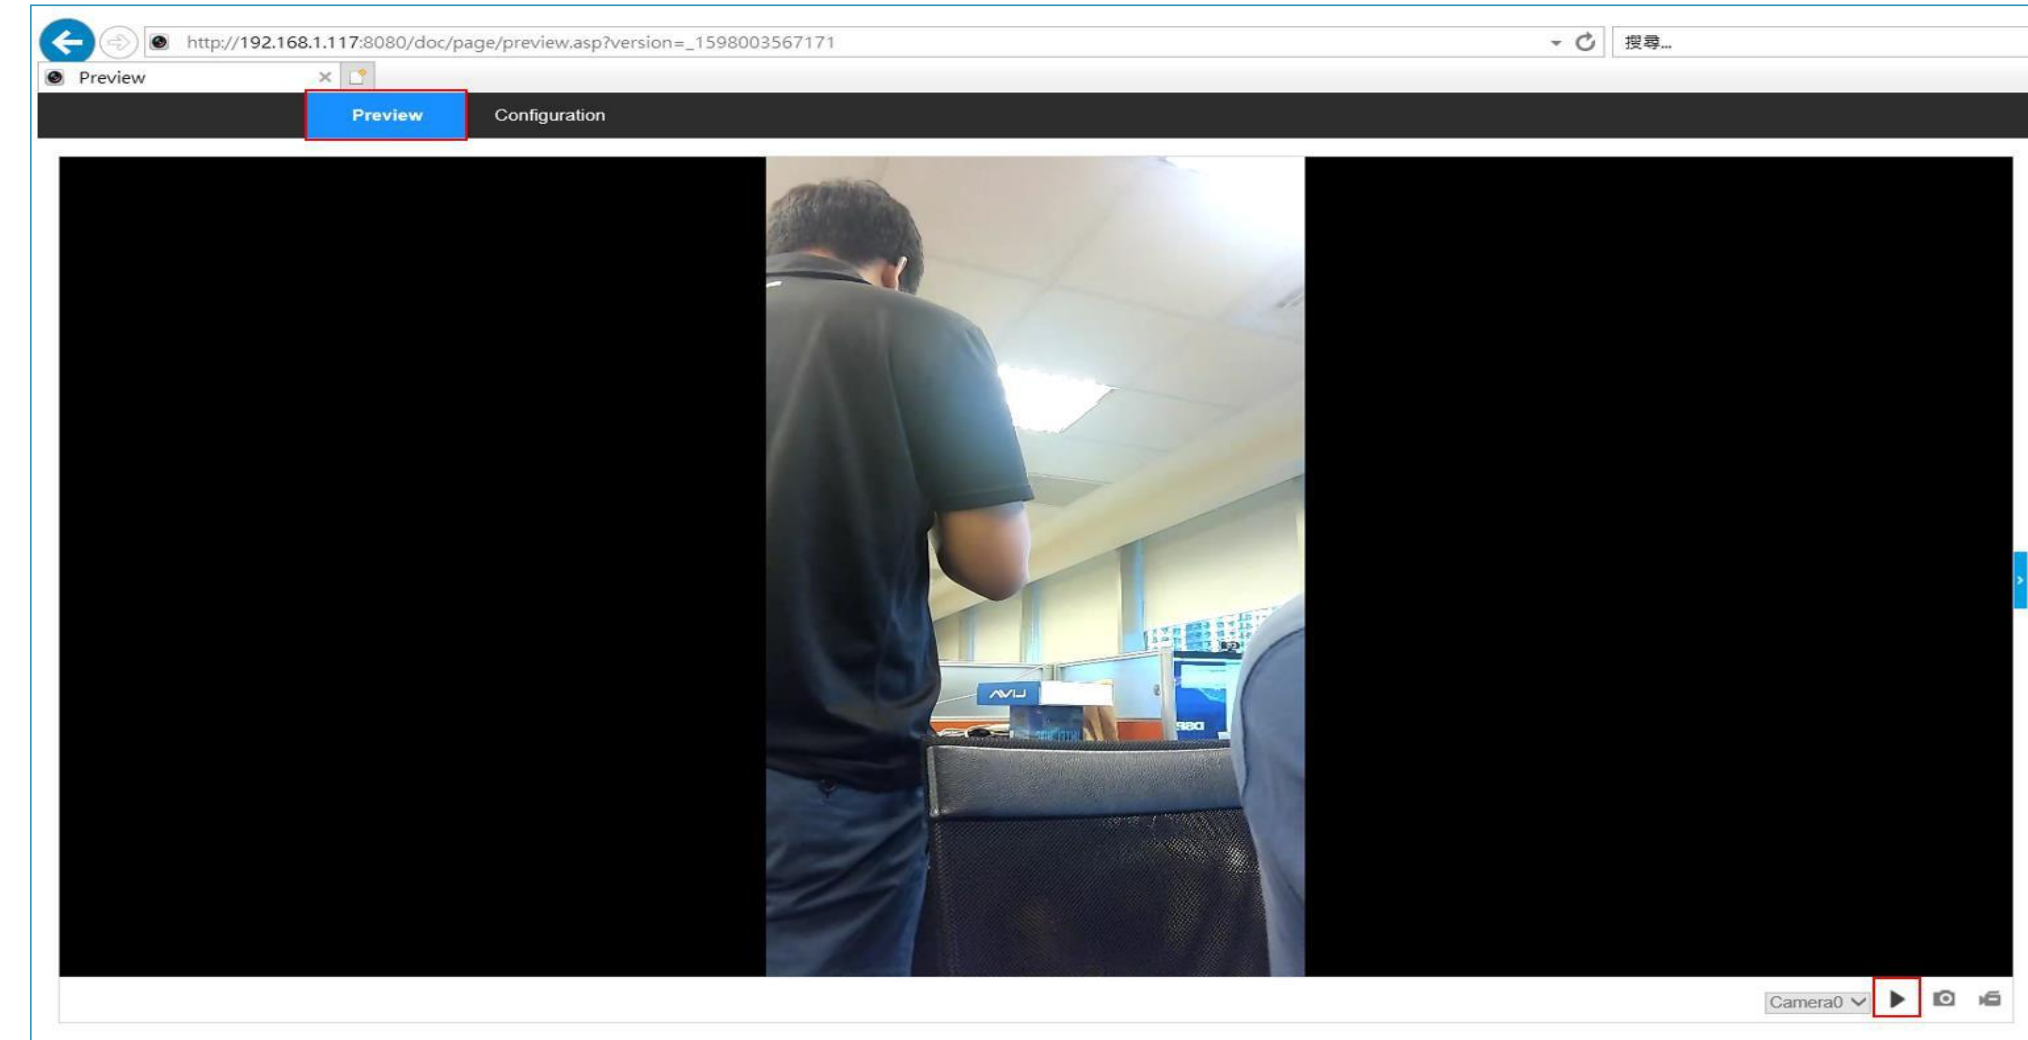 http://192.168.1.117:8080/doc/page/preview.asp?version=_1598003567171
搜尋...
Preview
Preview
Configuration
Camera0